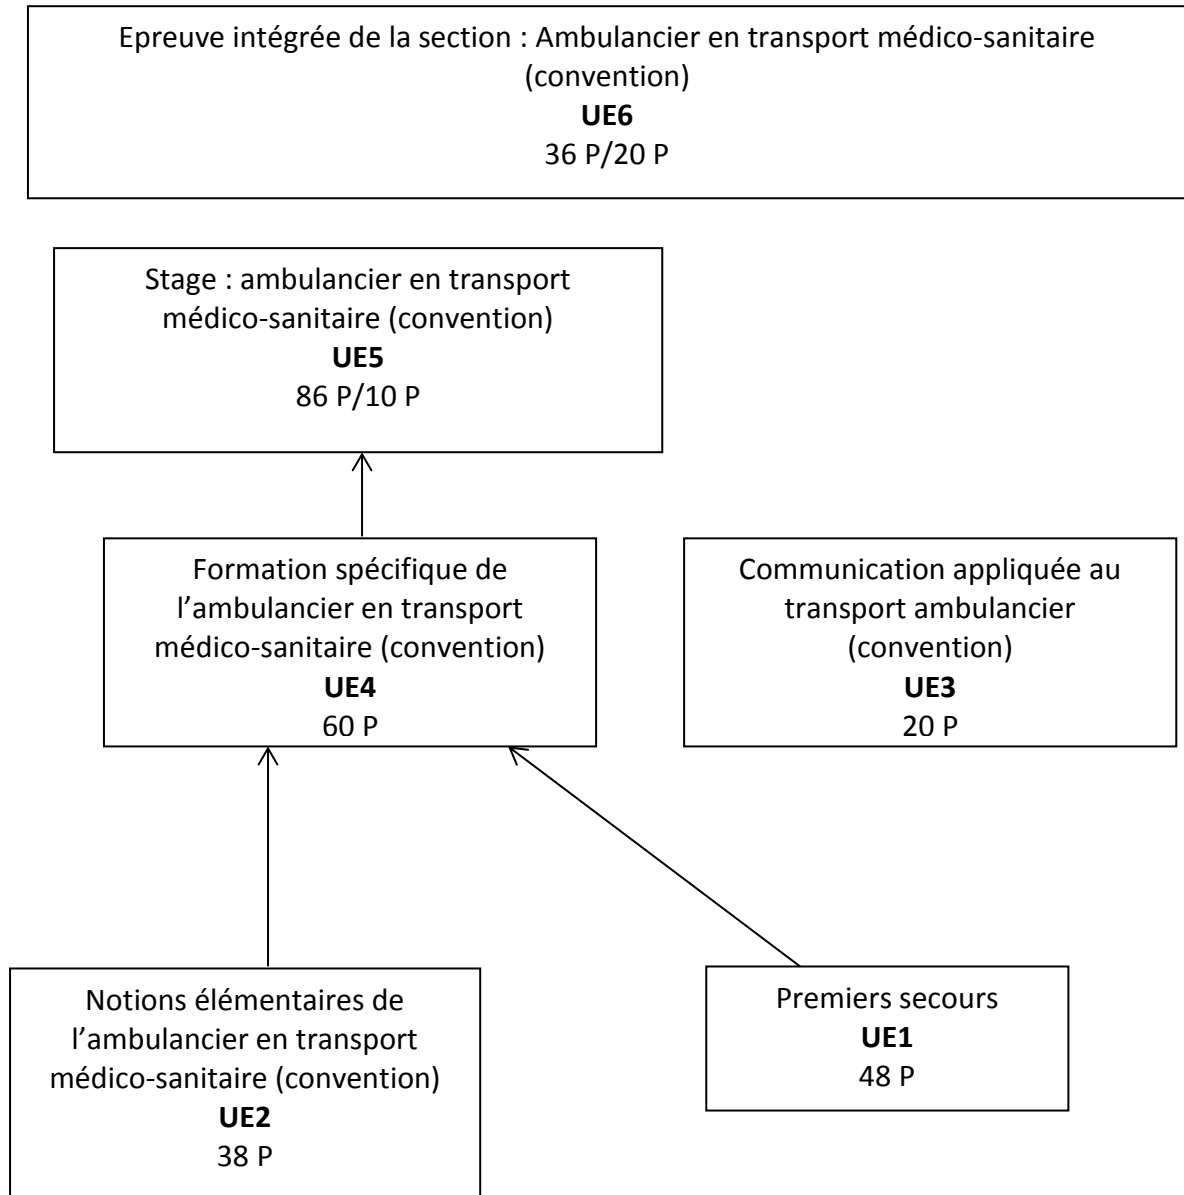 Epreuve intégrée de la section : Ambulancier en transport médico-sanitaire
(convention)
UE6
36 P/20 P
Stage : ambulancier en transport
médico-sanitaire (convention)
UE5
86 P/10 P
Formation spécifique de
l’ambulancier en transport
médico-sanitaire (convention)
UE4
60 P
Communication appliquée au
transport ambulancier
(convention)
UE3
20 P
Notions élémentaires de
l’ambulancier en transport
médico-sanitaire (convention)
UE2
38 P
Premiers secours
UE1
48 P